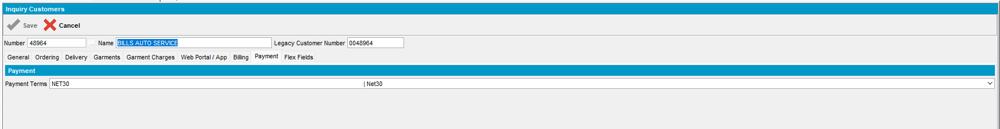 Inquiry Customers
Save Cancel
Number 48964 ... Name BILLS AUTO SERVICE Legacy Customer Number 0048964
General Ordering Delivery Garments Garment Charges Web Portal / App Billing Payment Flex Fields
Payment
Payment Terms NET30 | Net30